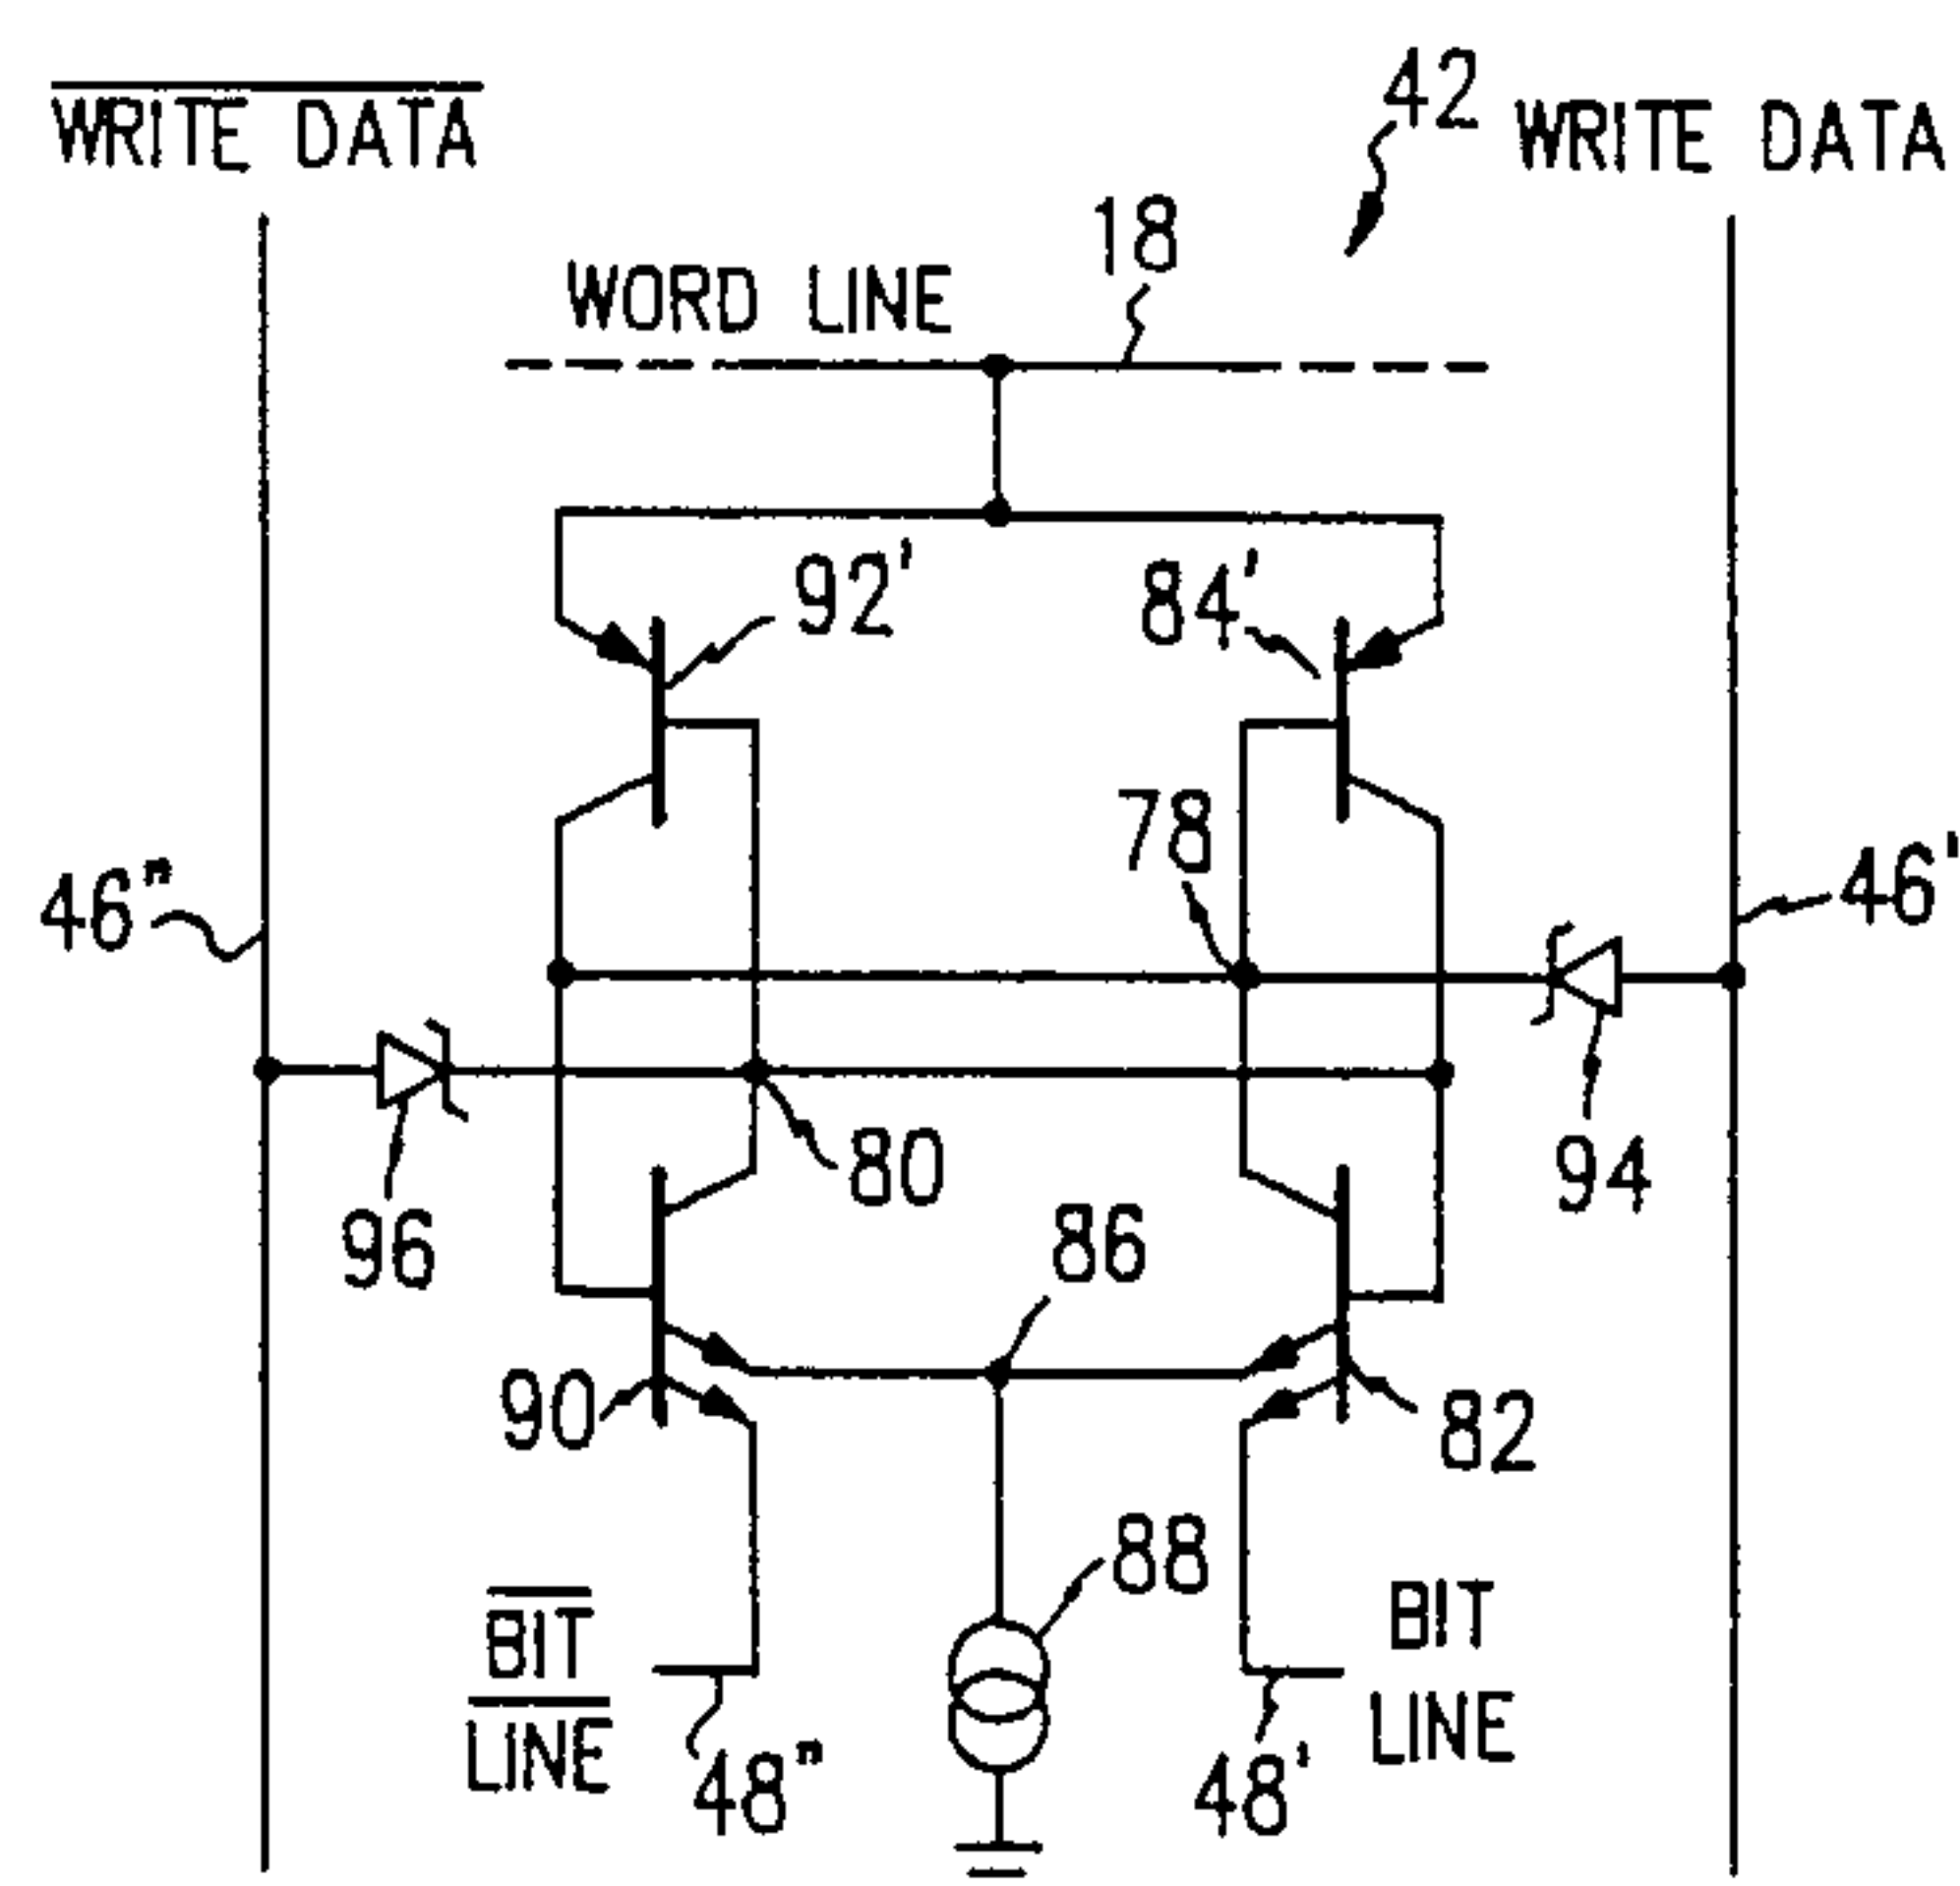 WRITE DATA
42
WRITE DATA
18
WORD LINE
92'
84'
78
46"
46'
80
94
96
86
90
82
88
BIT
LINE
BIT
LINE
48"
48'